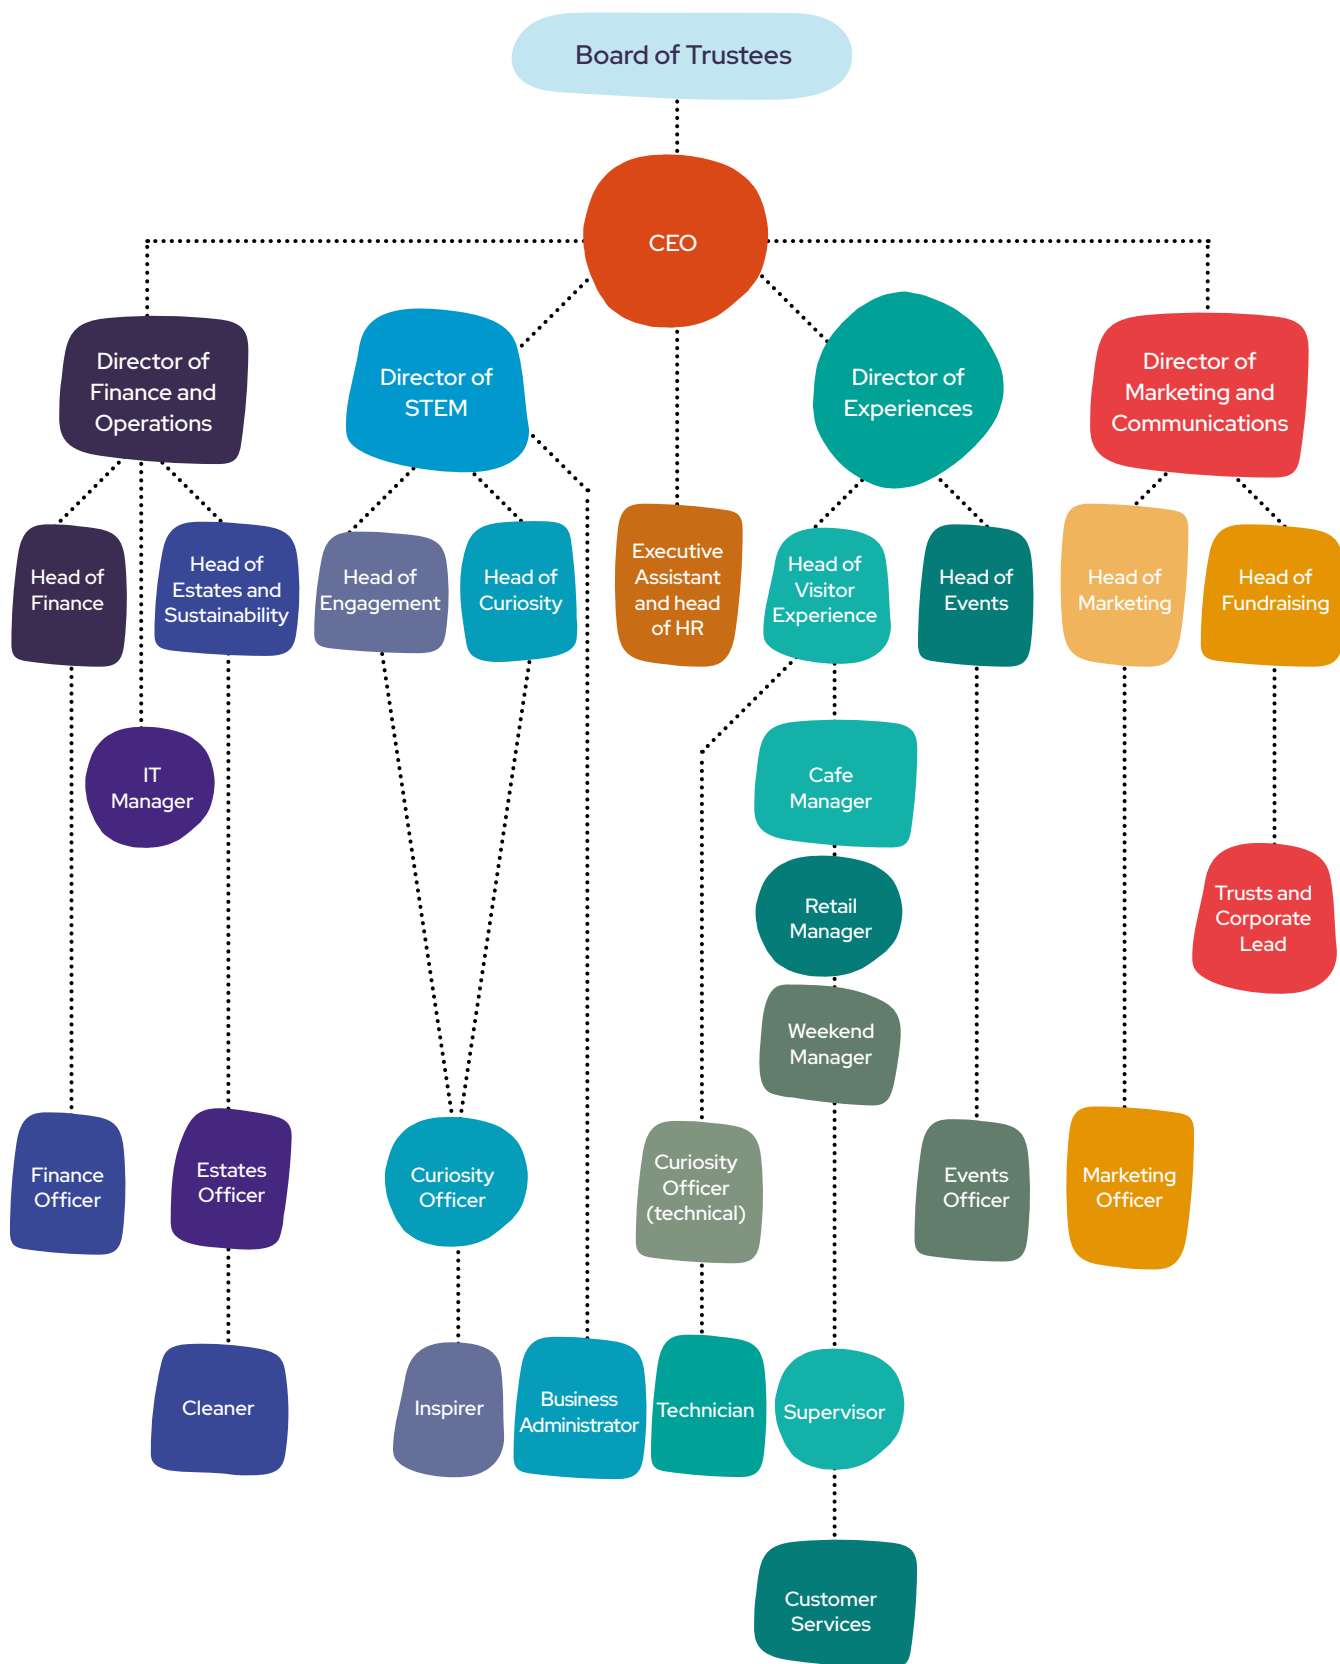 Board of Trustees
CEO
Director of
Finance and
Operations
Director of
STEM
Director of
Experiences
Director of
Marketing and
Communications
Head of
Finance
Head of
Estates and
Sustainability
Head of
Engagement
Head of
Curiosity
Executive
Assistant
and head
of HR
Head of
Visitor
Experience
Head of
Events
Head of
Marketing
Head of
Fundraising
IT
Manager
Cafe
Manager
Retail
Manager
Trusts and
Corporate
Lead
Weekend
Manager
Finance
Officer
Estates
Officer
Curiosity
Officer
Curiosity
Officer
(technical)
Events
Officer
Marketing
Officer
Cleaner
Inspirer
Business
Administrator
Technician
Supervisor
Customer
Services